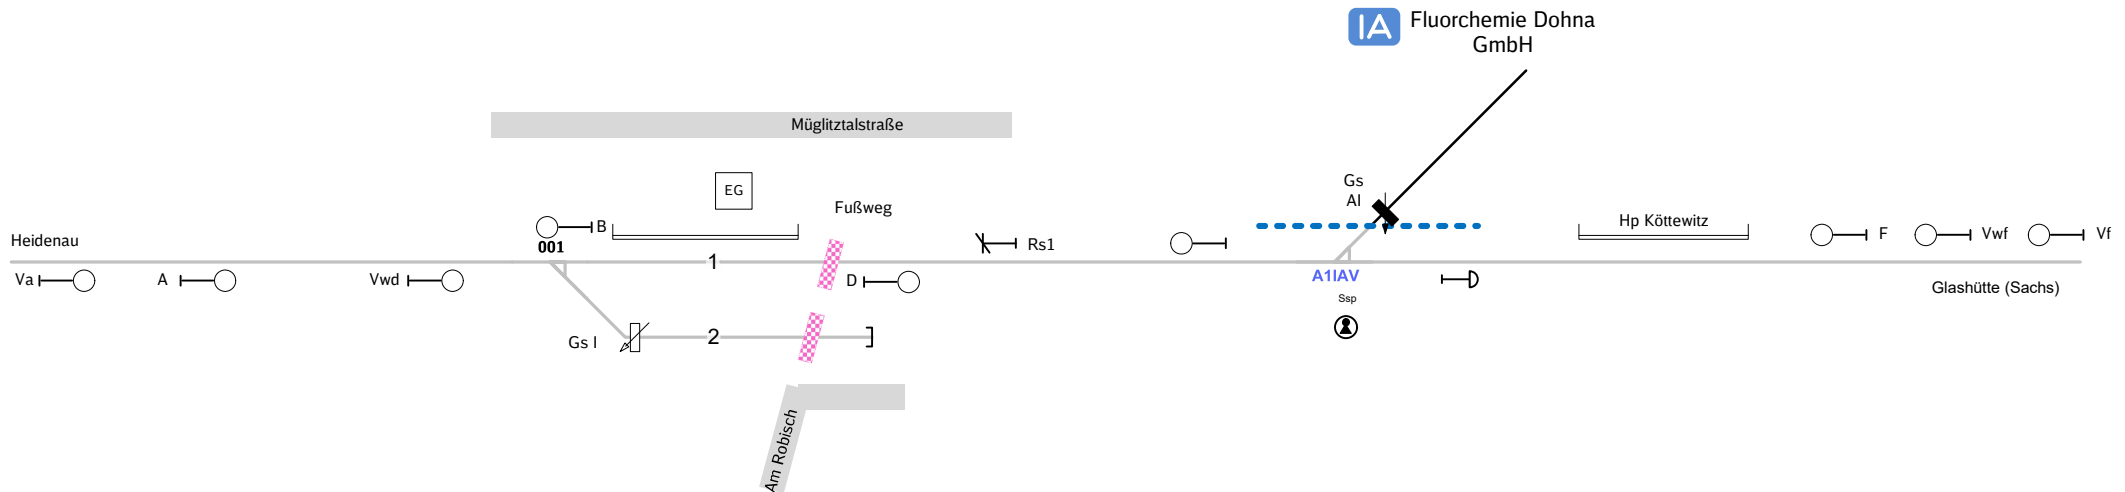 IA
Fluorchemie Dohna
GmbH
Müglitztalstraße
EG
Gs
AI
Fußweg
Hp Köttewitz
B
F
Vwf
Vf
Heidenau
001
Rs1
1
Va
A
Vwd
D
A1IAV
Glashütte (Sachs)
Ssp
Gs I
2
Am Robisch